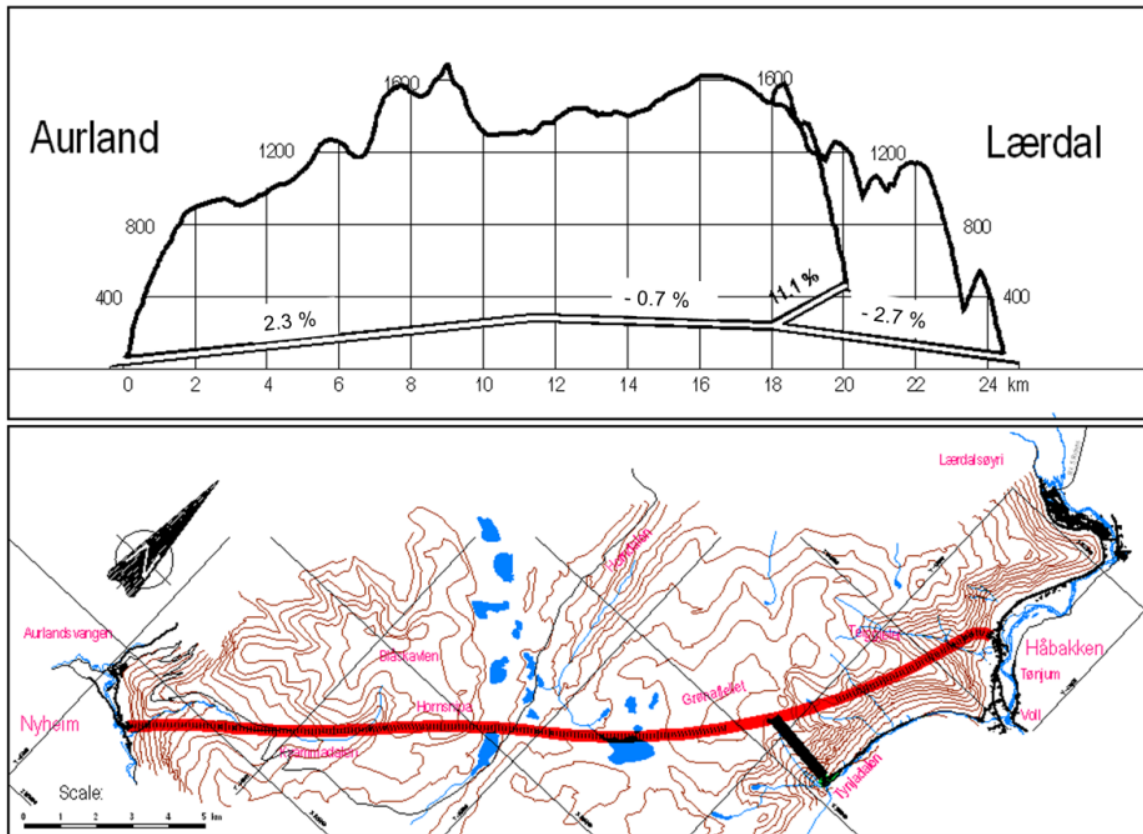 1600
1600
Aurland
Lærdal
1200
1200
800
800
400
400
2.3 %
- 0.7 %
11.1 %
- 2.7 %
0 2 4 6 8 10 12 14 16 18 20 22 24 km
Lærdalsøyri
Aurlandsvangen
Blåskavlen
Håbakken
Tønjum
Hornsnipa
Grønafjellet
Nyheim
Voll
Tynjadalen
Scale:
0 1 2 3 4 5 km